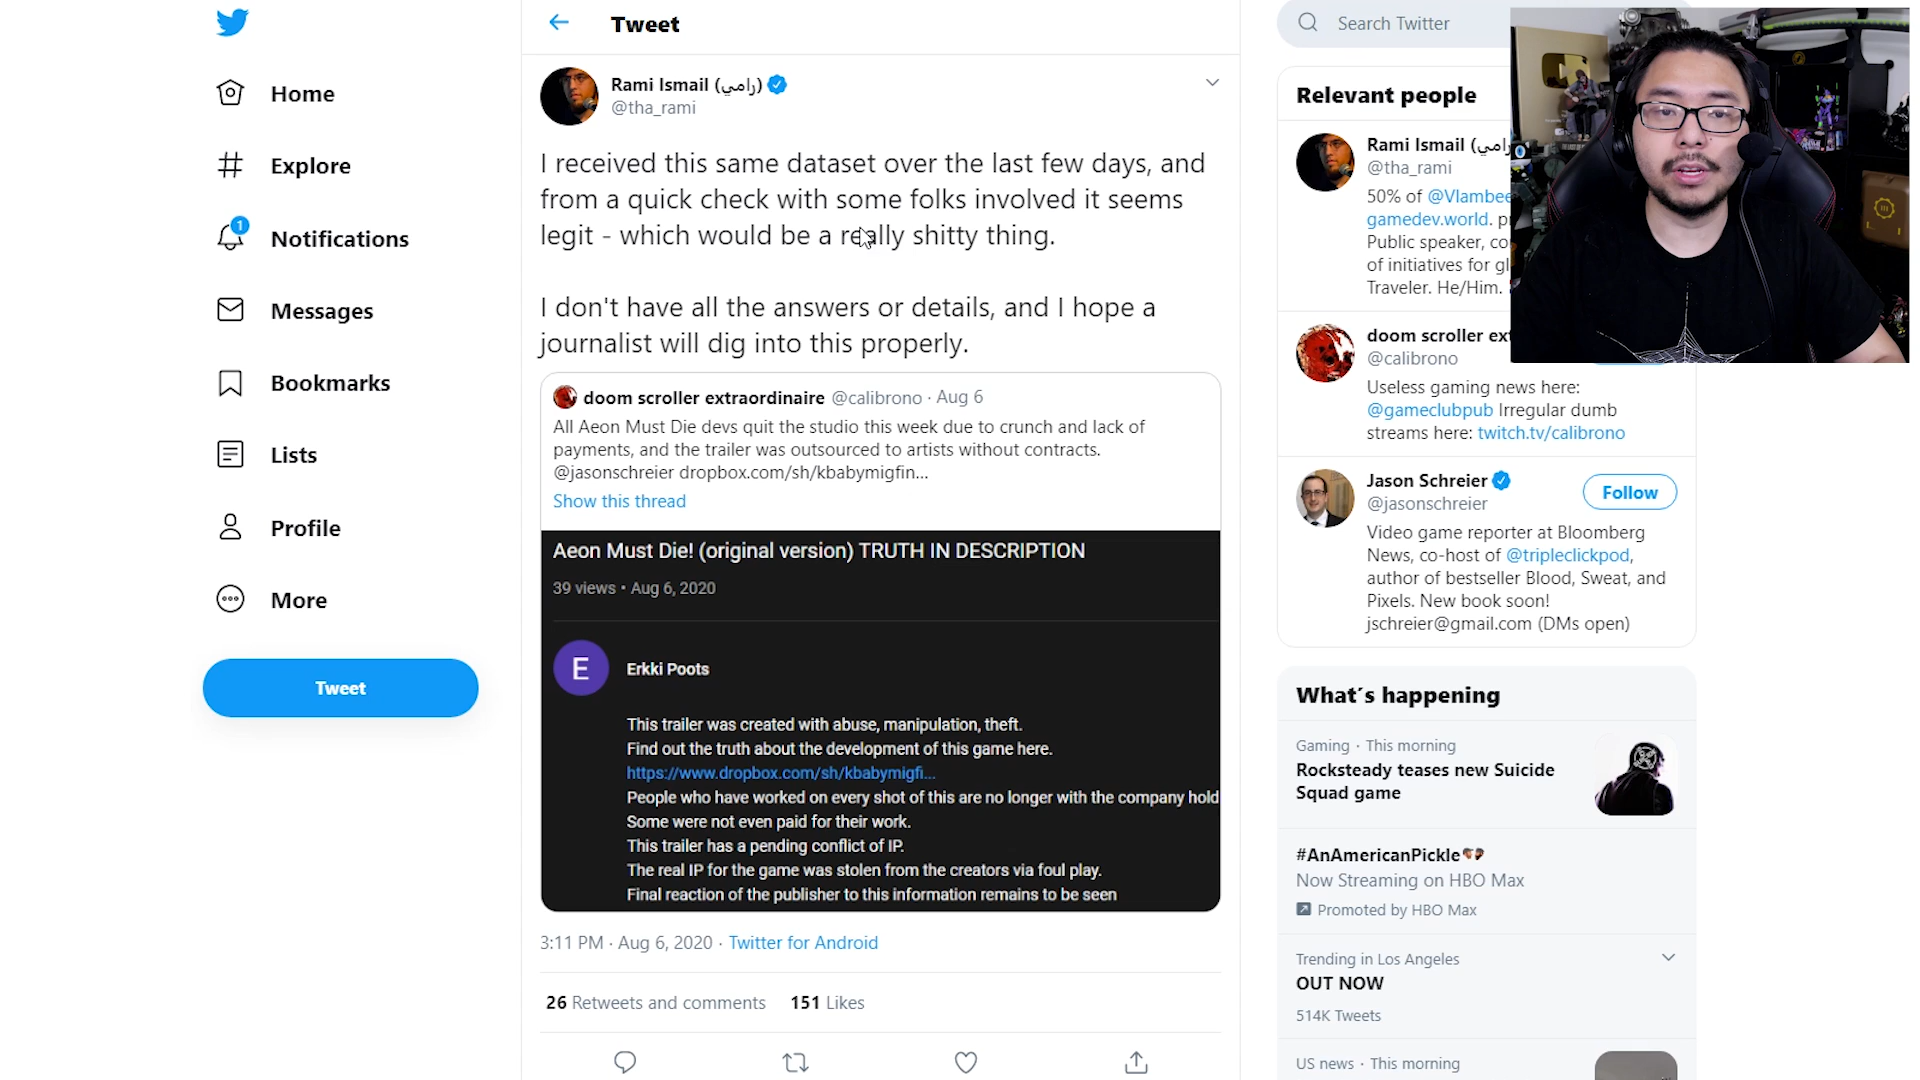 Home
Explore
1
Notifications
Messages
Bookmarks
Lists
Profile
More
Tweet
Tweet
Rami Ismail (رامي)
@tha_rami
I received this same dataset over the last few days, and
from a quick check with some folks involved it seems
legit - which would be a really shitty thing.
I don't have all the answers or details, and I hope a
journalist will dig into this properly.
doom scroller extraordinaire @calibrono · Aug 6
All Aeon Must Die devs quit the studio this week due to crunch and lack of
payments, and the trailer was outsourced to artists without contracts.
@jasonschreier dropbox.com/sh/kbabymigfin...
Show this thread
Aeon Must Die! (original version) TRUTH IN DESCRIPTION
39 views • Aug 6, 2020
E
Erkki Poots
This trailer was created with abuse, manipulation, theft.
Find out the truth about the development of this game here.
https://www.dropbox.com/sh/kbabymigfi...
People who have worked on every shot of this are no longer with the company hold
Some were not even paid for their work.
This trailer has a pending conflict of IP.
The real IP for the game was stolen from the creators via foul play.
Final reaction of the publisher to this information remains to be seen
3:11 PM · Aug 6, 2020 · Twitter for Android
26 Retweets and comments 151 Likes
Search Twitter
Relevant people
Rami Ismail (رامي
@tha_rami
50% of @Vlambee
gamedev.world. p
Public speaker, co
of initiatives for gl
Traveler. He/Him.
doom scroller ext
@calibrono
Useless gaming news here:
@gameclubpub Irregular dumb
streams here: twitch.tv/calibrono
Jason Schreier
@jasonschreier
Follow
Video game reporter at Bloomberg
News, co-host of @tripleclickpod,
author of bestseller Blood, Sweat, and
Pixels. New book soon!
jschreier@gmail.com (DMs open)
What's happening
Gaming · This morning
Rocksteady teases new Suicide
Squad game
#AnAmericanPickle
Now Streaming on HBO Max
Promoted by HBO Max
Trending in Los Angeles
OUT NOW
514K Tweets
US news · This morning